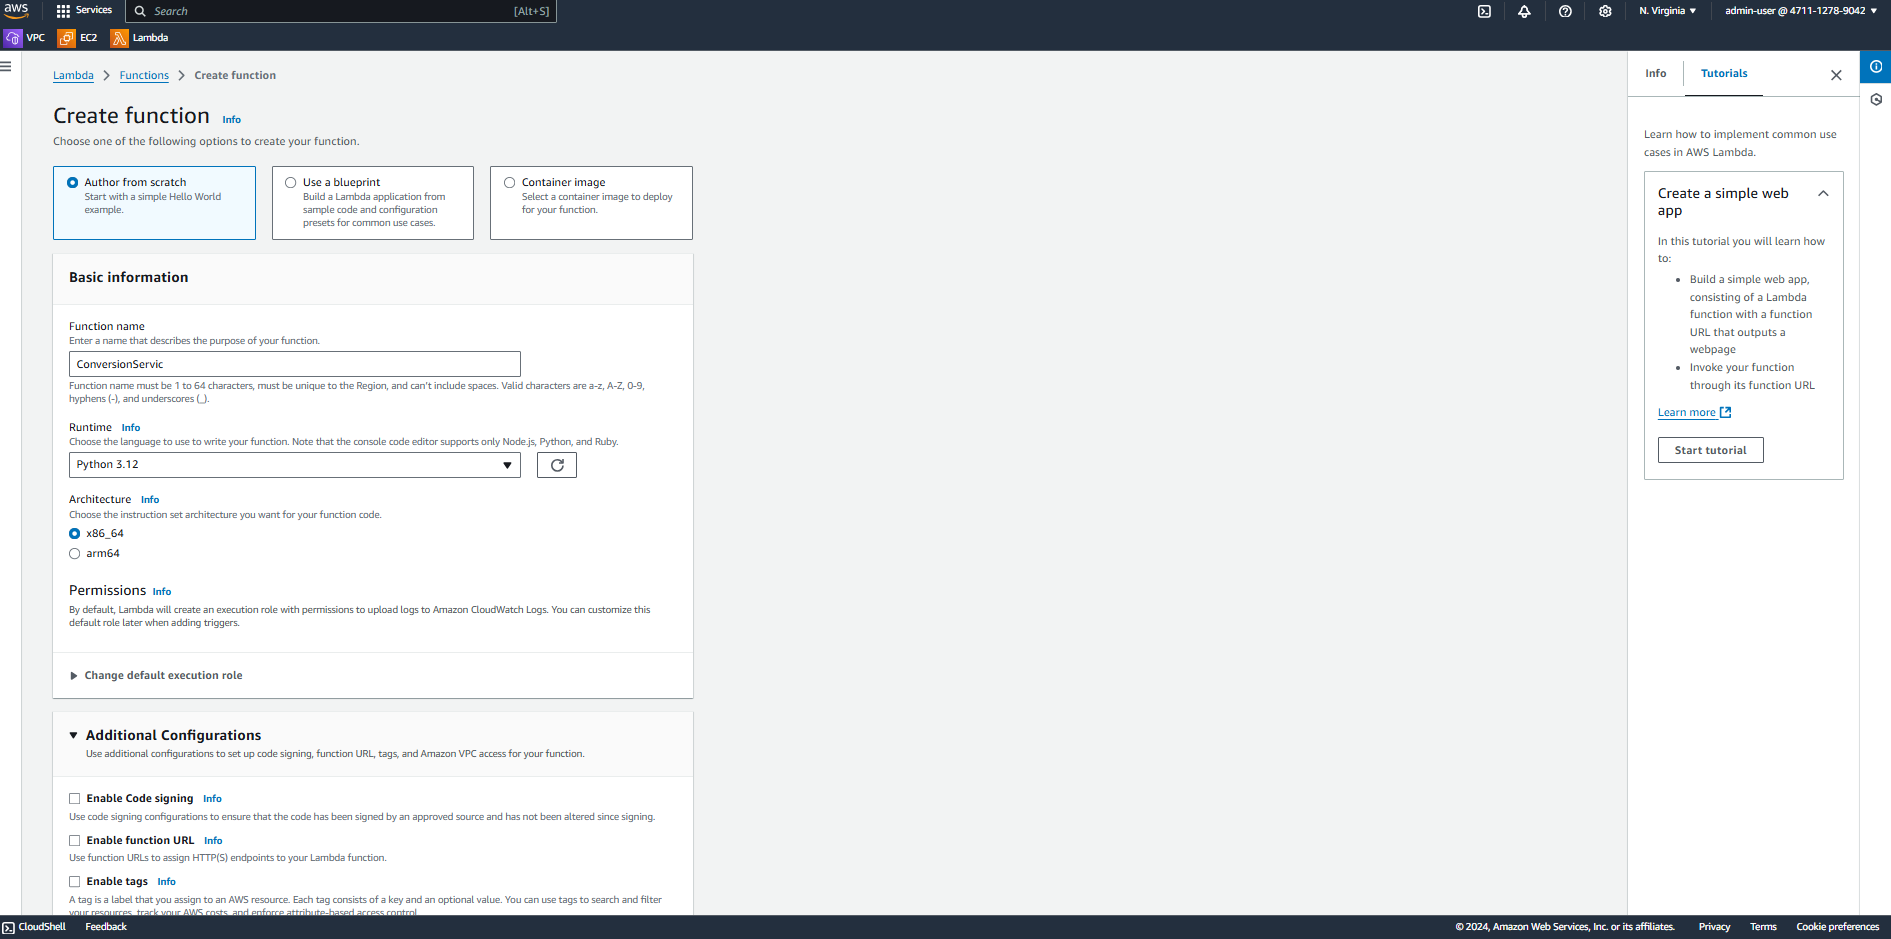 aws
Services
Search
[Alt+S]
N. Virginia
admin-user @ 4711-1278-9042
VPC
EC2
Lambda
Lambda
Functions
Create function
Create function
Info
Choose one of the following options to create your function.
Author from scratch
Start with a simple Hello World
example.
Use a blueprint
Build a Lambda application from
sample code and configuration
presets for common use cases.
Container image
Select a container image to deploy
for your function.
Basic information
Function name
Enter a name that describes the purpose of your function.
ConversionServic
Function name must be 1 to 64 characters, must be unique to the Region, and can't include spaces. Valid characters are a-z, A-Z, 0-9,
hyphens (-), and underscores (_).
Runtime Info
Choose the language to use to write your function. Note that the console code editor supports only Node.js, Python, and Ruby.
Python 3.12
Architecture Info
Choose the instruction set architecture you want for your function code.
x86_64
arm64
Permissions Info
By default, Lambda will create an execution role with permissions to upload logs to Amazon CloudWatch Logs. You can customize this
default role later when adding triggers.
Change default execution role
Additional Configurations
Use additional configurations to set up code signing, function URL, tags, and Amazon VPC access for your function.
Enable Code signing Info
Use code signing configurations to ensure that the code has been signed by an approved source and has not been altered since signing.
Enable function URL Info
Use function URLs to assign HTTP(S) endpoints to your Lambda function.
Enable tags Info
A tag is a label that you assign to an AWS resource. Each tag consists of a key and an optional value. You can use tags to search and filter
your resources, track your AWS costs, and enforce attribute-based access control.
Info
Tutorials
Learn how to implement common use
cases in AWS Lambda.
Create a simple web
app
In this tutorial you will learn how
to:
Build a simple web app,
consisting of a Lambda
function with a function
URL that outputs a
webpage
Invoke your function
through its function URL
Learn more
Start tutorial
CloudShell
Feedback
© 2024, Amazon Web Services, Inc. or its affiliates.
Privacy
Terms
Cookie preferences